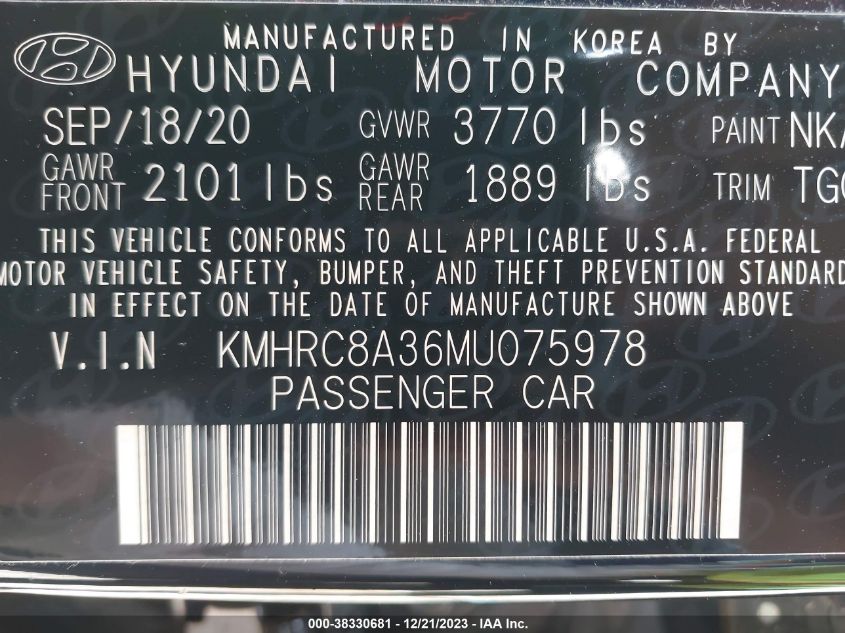 MANUFACTURED IN KOREA BY
HYUNDAI MOTOR COMPANY
SEP/18/20 GVWR 3770 lbs PAINT NKA
GAWR FRONT 2101 lbs GAWR REAR 1889 lbs TRIM
THIS VEHICLE CONFORMS TO ALL APPLICABLE U.S.A. FEDERAL
MOTOR VEHICLE SAFETY, BUMPER, AND THEFT PREVENTION STANDARD
IN EFFECT ON THE DATE OF MANUFACTURE SHOWN ABOVE
V.I.N KMHRC8A36MU075978
PASSENGER CAR
000-38330681 - 12/21/2023 - IAA Inc.